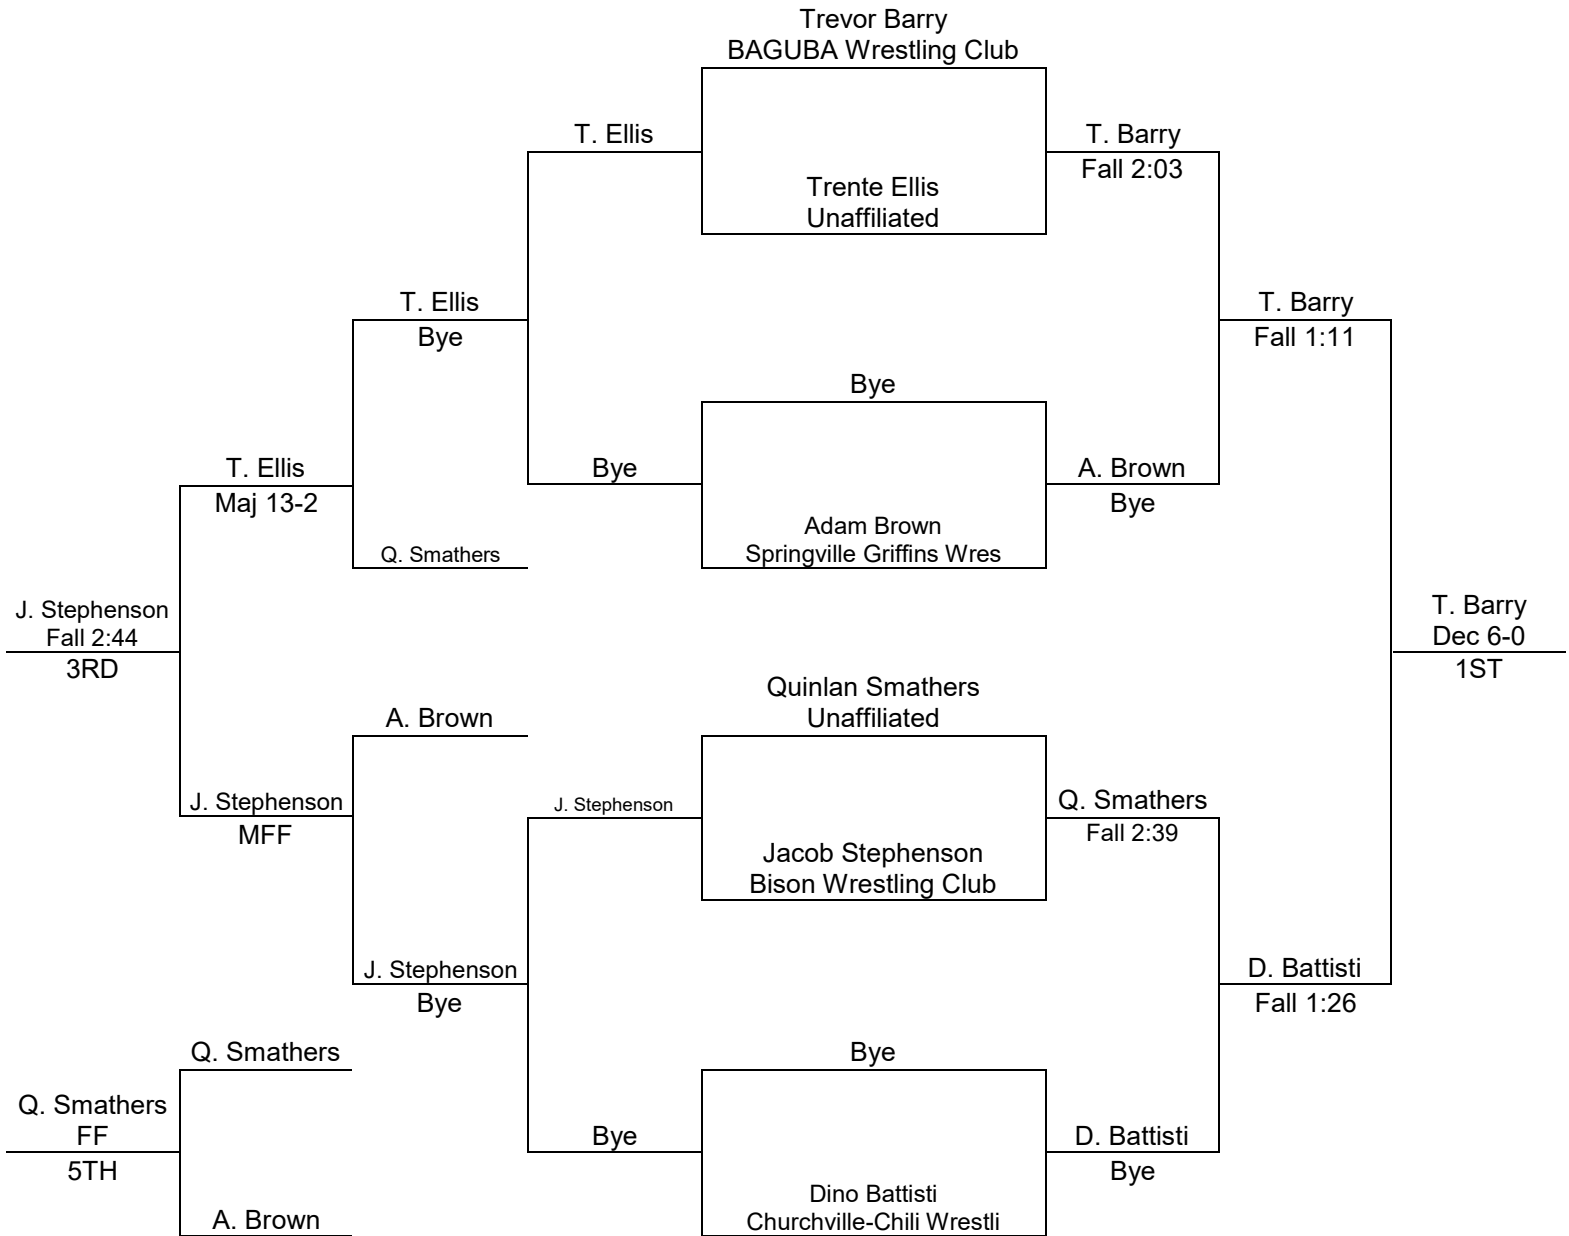 Trevor Barry
BAGUBA Wrestling Club
T. Ellis
T. Barry
Fall 2:03
Trente Ellis
Unaffiliated
T. Ellis
Bye
T. Barry
Fall 1:11
Bye
T. Ellis
Maj 13-2
Bye
A. Brown
Bye
Q. Smathers
Adam Brown
Springville Griffins Wres
J. Stephenson
Fall 2:44
3RD
T. Barry
Dec 6-0
1ST
Quinlan Smathers
Unaffiliated
A. Brown
J. Stephenson
MFF
J. Stephenson
Q. Smathers
Fall 2:39
Jacob Stephenson
Bison Wrestling Club
J. Stephenson
Bye
D. Battisti
Fall 1:26
Q. Smathers
Bye
Q. Smathers
FF
5TH
Bye
D. Battisti
Bye
Dino Battisti
Churchville-Chili Wrestli
A. Brown